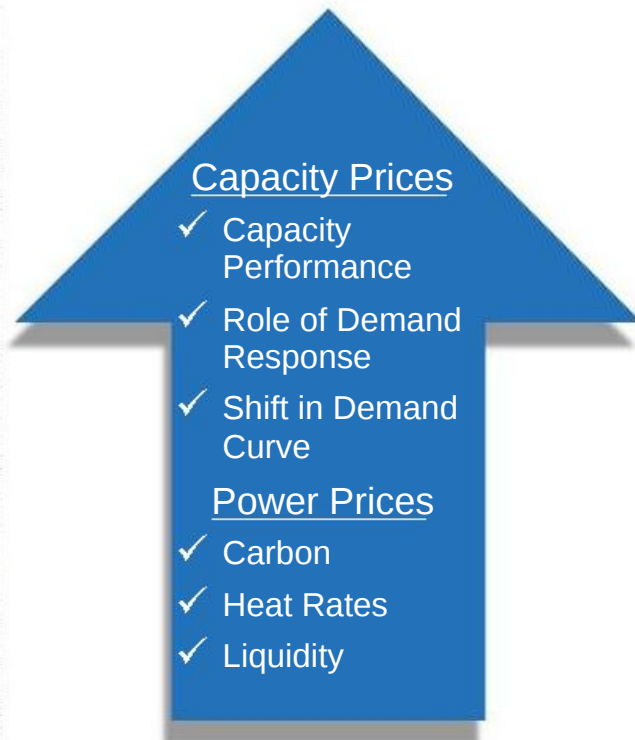 Capacity Prices
✓ Capacity
Performance
✓ Role of Demand
Response
✓ Shift in Demand
Curve
Power Prices
✓ Carbon
✓ Heat Rates
✓ Liquidity